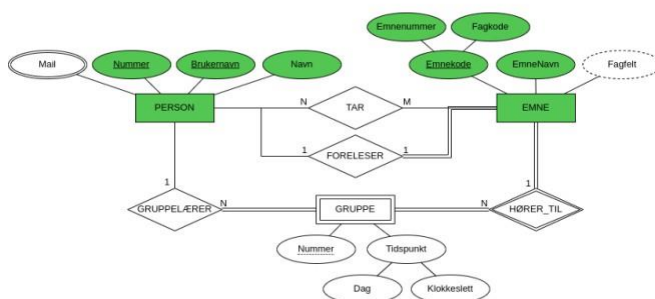 Emnenummer
Fagkode
Mail
Nummer
Brukernavn
Navn
Emnekode
EmneNavn
Fagfelt
PERSON
N
TAR
M
EMNE
1
FORELESER
1
1
1
GRUPPELÆRER
N
GRUPPE
N
HØRER_TIL
Nummer
Tidspunkt
Dag
Klokkeslett